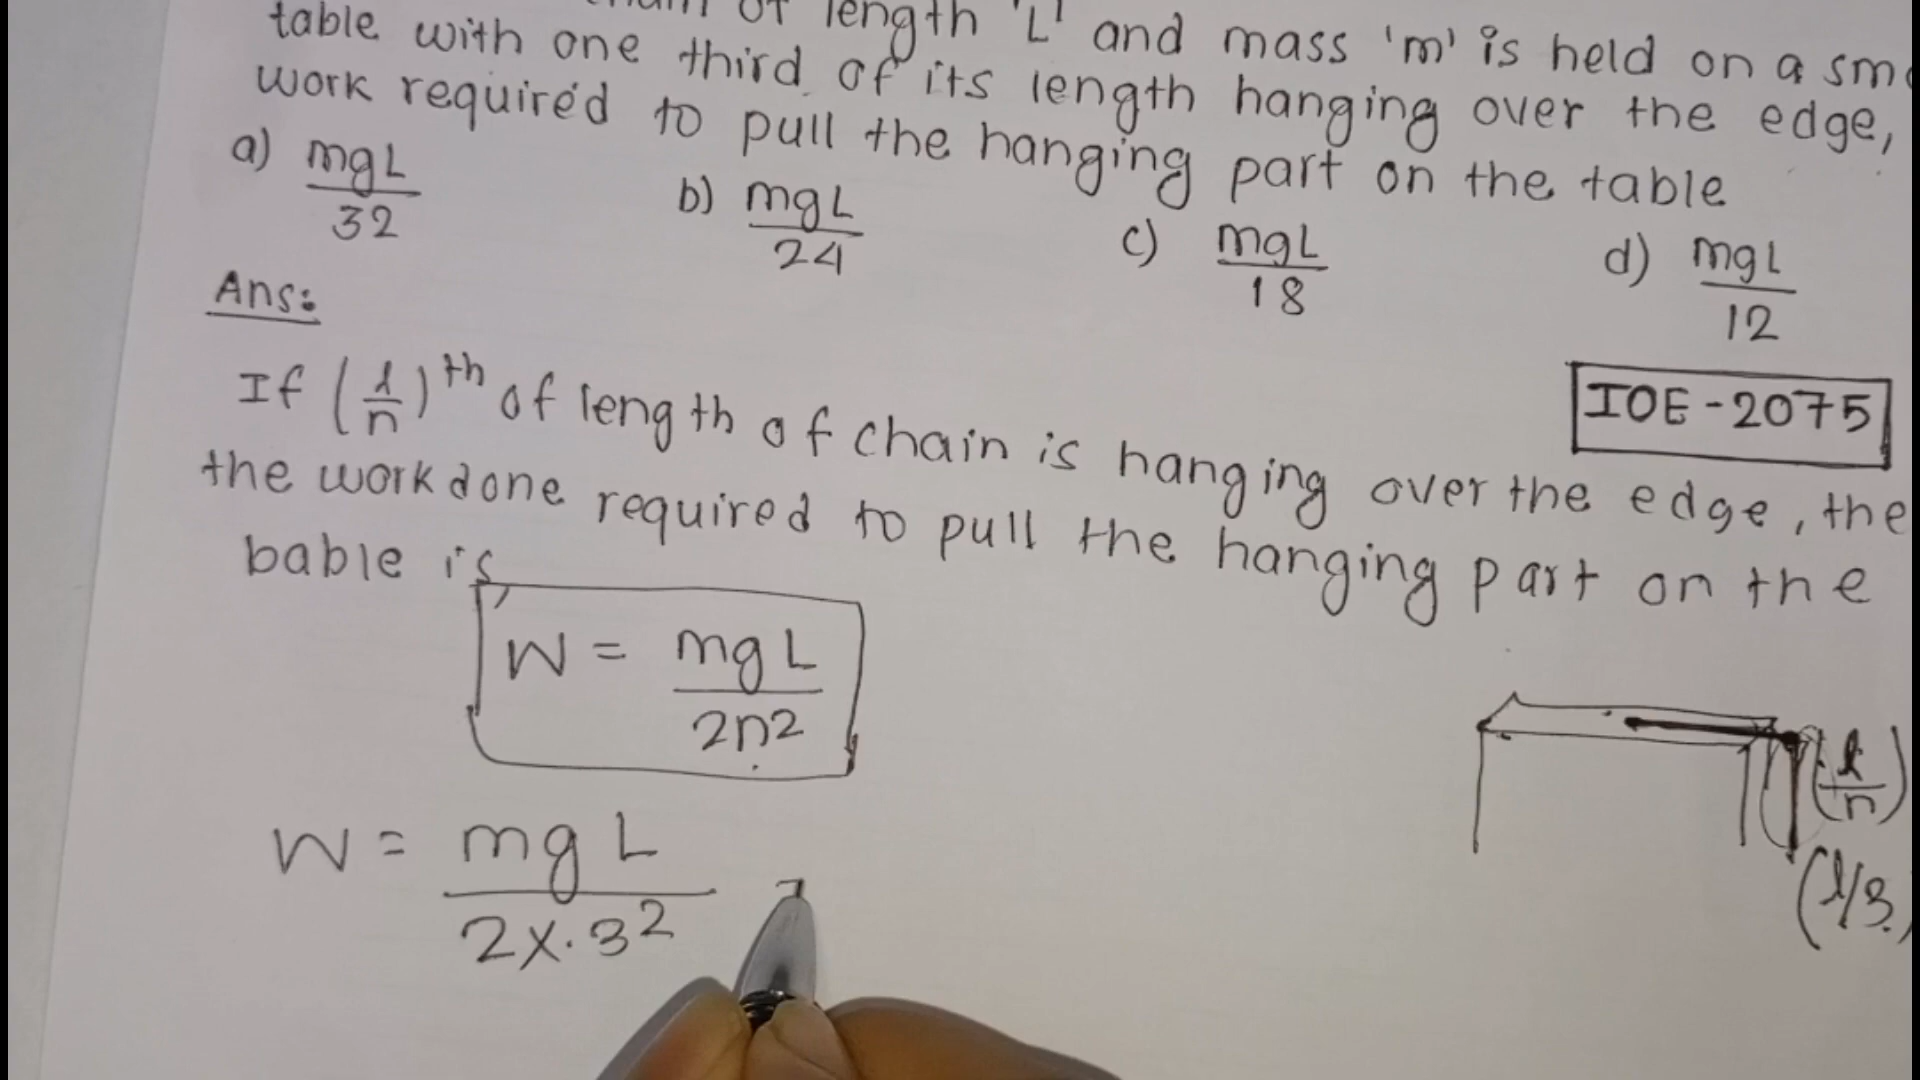 of length 'L' and mass 'm' is held on a
table with one third of its length hanging over the edge,
work required to pull the hanging part on the table
a) mgL/32 b) mgL/24 c) mgL/18 d) mgL/12
Ans:
IOE-2075
If (1/n)th of length of chain is hanging over the edge, the
the work done required to pull the hanging part on the
bable is,
W = mgL/2n²
(l/n)
W = mgL/2×.3²
(l/3.)